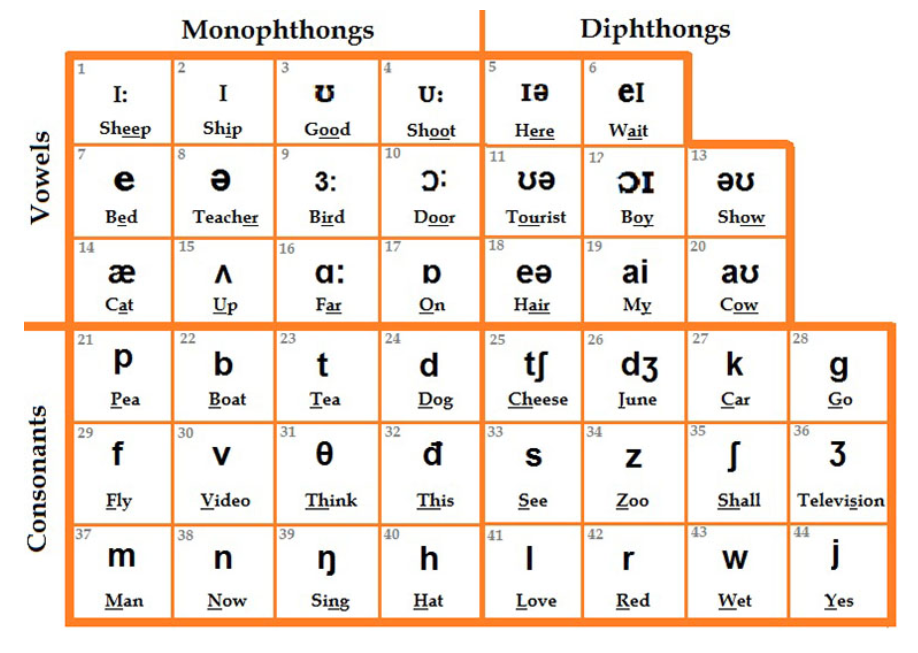 Monophthongs Diphthongs
Vowels
1 2 3 4 5 6
I: I ʊ U: ɪə eɪ
Sheep Ship Good Shoot Here Wait
7 8 9 10 11 12 13
e ə ɜ: ɔ: ʊə ɔɪ əʊ
Bed Teacher Bird Door Tourist Boy Show
14 15 16 17 18 19 20
æ ʌ ɑ: ɒ eə ai aʊ
Cat Up Far On Hair My Cow
Consonants
21 22 23 24 25 26 27 28
p b t d tʃ dʒ k g
Pea Boat Tea Dog Cheese June Car Go
29 30 31 32 33 34 35 36
f v θ đ s z ʃ ʒ
Fly Video Think This See Zoo Shall Television
37 38 39 40 41 42 43 44
m n ŋ h l r w j
Man Now Sing Hat Love Red Wet Yes